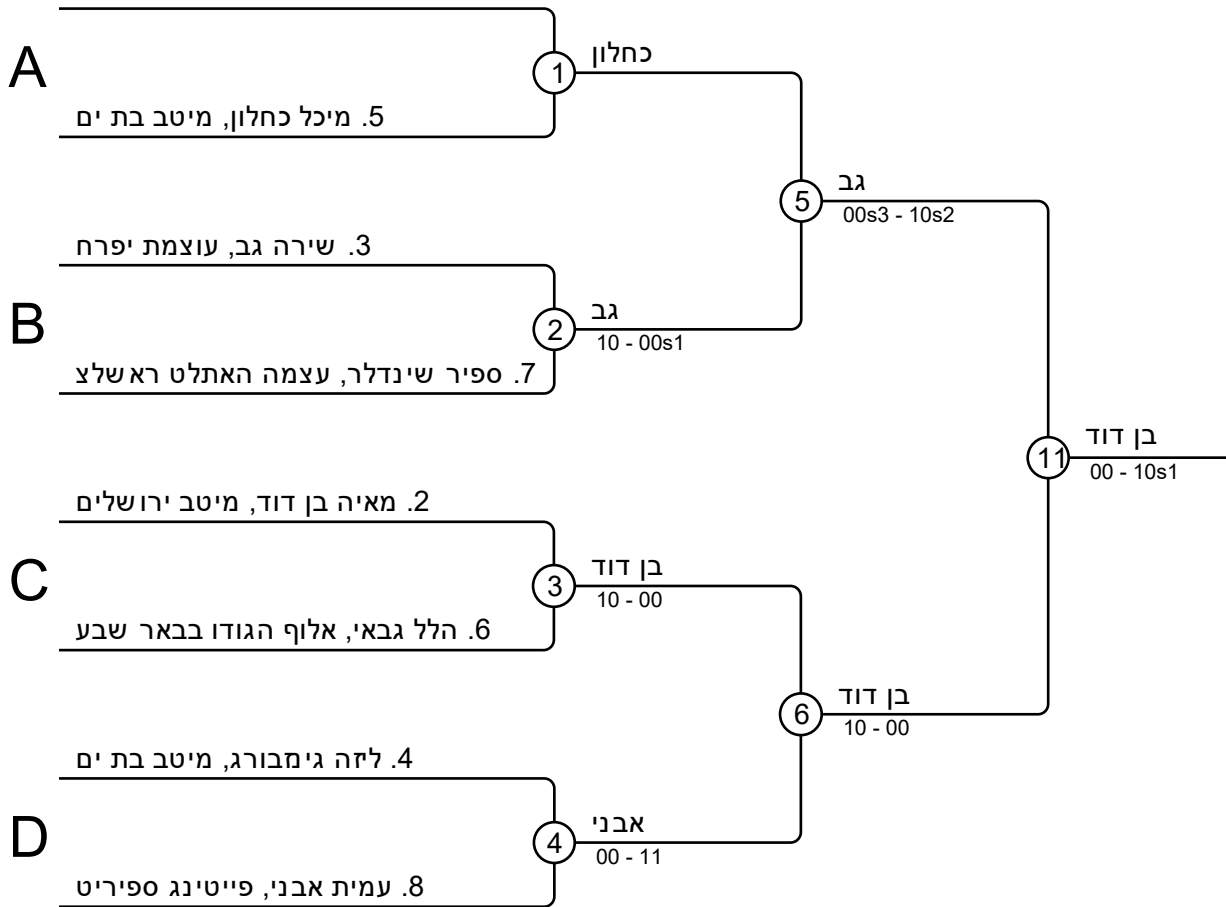 A
5. מיכל כחלון, מיטב בת ים
1
כחלון
B
3. שירה גב, עוצמת יפרח
7. ספיר שינדלר, עצמה האתלט ראשלצ
2
גב
10 - 00s1
5
גב
00s3 - 10s2
C
2. מאיה בן דוד, מיטב ירושלים
6. הלל גבאי, אלוף הגודו בבאר שבע
3
בן דוד
10 - 00
D
4. ליזה גינזבורג, מיטב בת ים
8. עמית אבני, פייטינג ספיריט
4
אבני
00 - 11
6
בן דוד
10 - 00
11
בן דוד
00 - 10s1